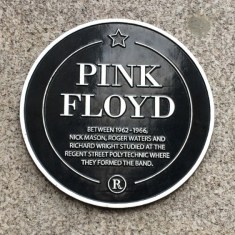 PINK
FLOYD
BETWEEN 1962 - 1966,
NICK MASON, ROGER WATERS AND
RICHARD WRIGHT STUDIED AT THE
REGENT STREET POLYTECHNIC WHERE
THEY FORMED THE BAND.
R